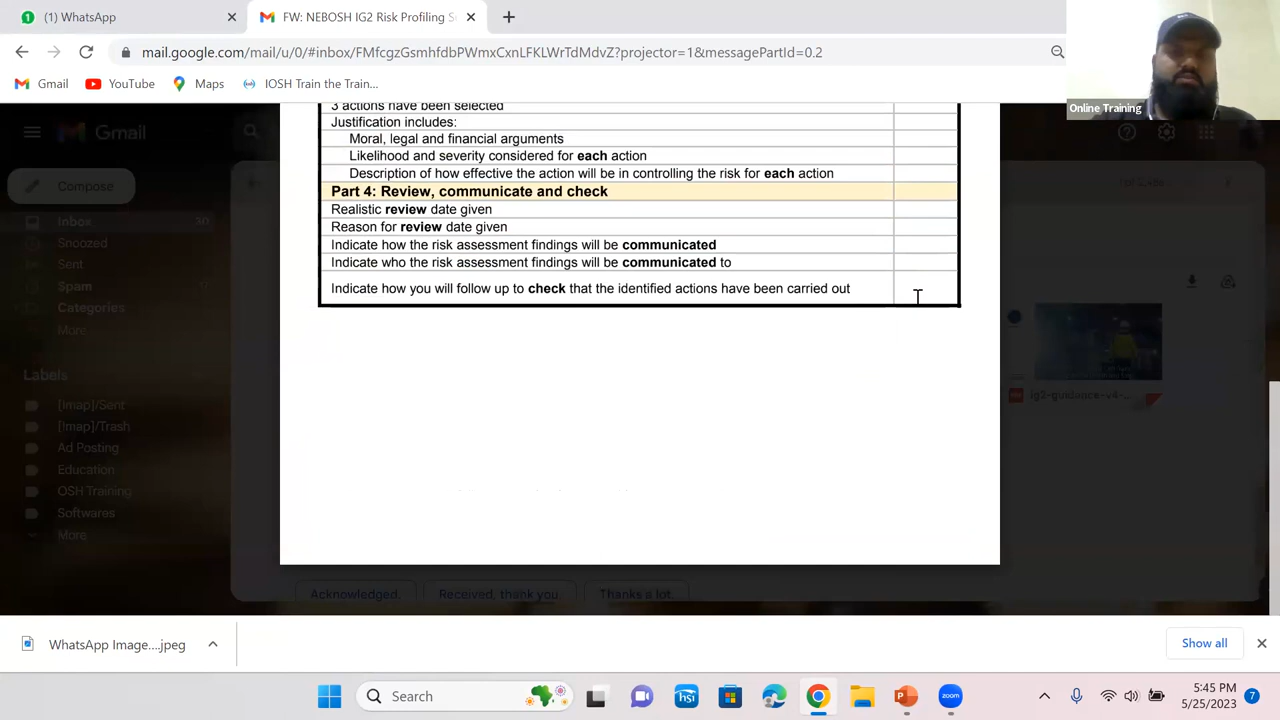 (1) WhatsApp
FW: NEBOSH IG2 Risk Profiling S
mail.google.com/mail/u/0/#inbox/FMfcgzGsmhfdbPWmxCxnLFKLWrTdMdvZ?projector=1&messagePartId=0.2
Gmail
YouTube
Maps
IOSH Train the Train...
Online Training
Gmail
Compose
Inbox 30
Snoozed
Sent
Spam
Categories
More
Labels
[Imap]/Sent
[Imap]/Trash
Ad Posting
Education
OSH Training
Softwares
More
3 actions have been selected
Justification includes:
Moral, legal and financial arguments
Likelihood and severity considered for each action
Description of how effective the action will be in controlling the risk for each action
Part 4: Review, communicate and check
Realistic review date given
Reason for review date given
Indicate how the risk assessment findings will be communicated
Indicate who the risk assessment findings will be communicated to
Indicate how you will follow up to check that the identified actions have been carried out
ig2-guidance-v4-...
Acknowledged.
Received, thank you.
Thanks a lot.
WhatsApp Image....jpeg
Show all
Search
hsi
zoom
5:45 PM
5/25/2023
7